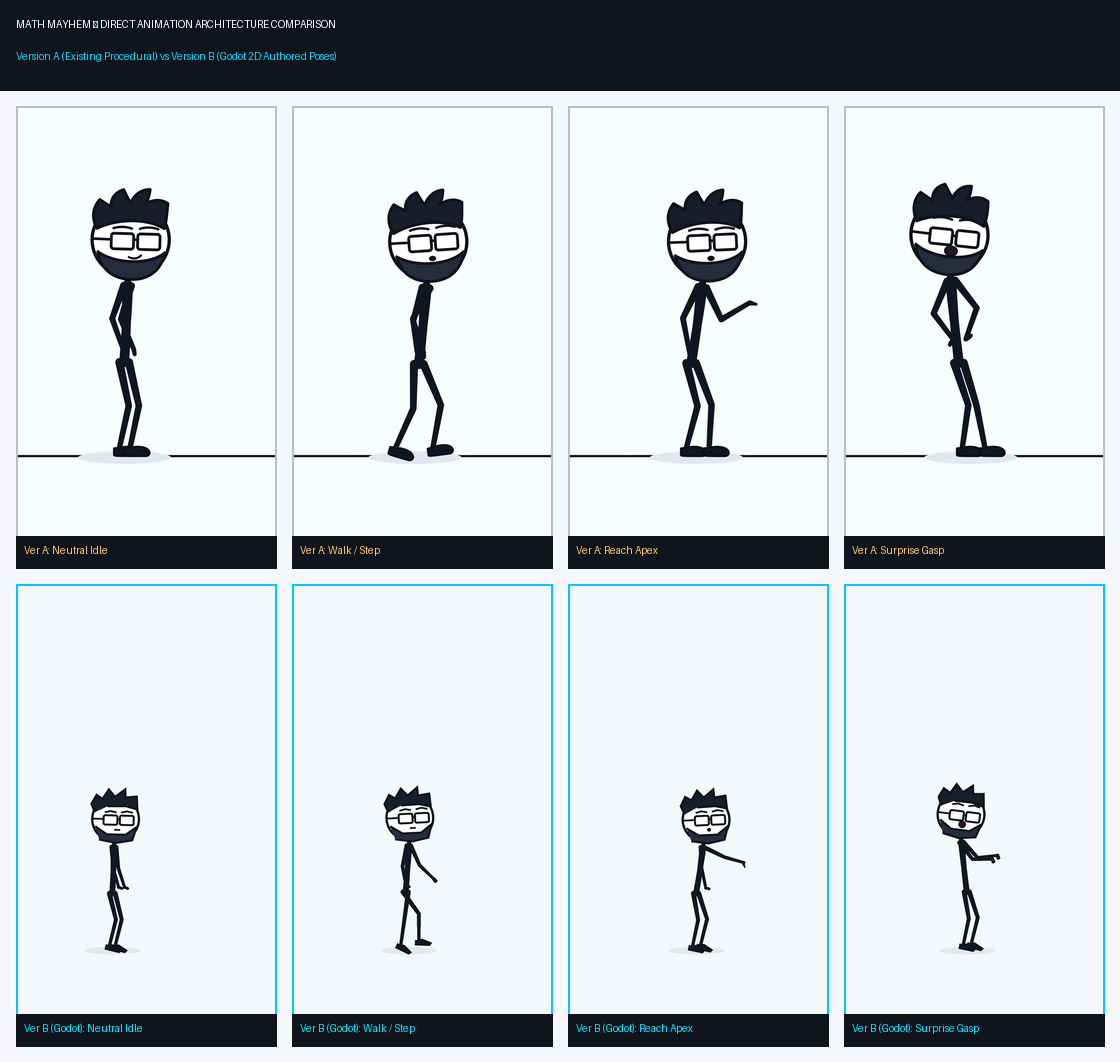 MATH MAYHEM ▯ DIRECT ANIMATION ARCHITECTURE COMPARISON
Version A (Existing Procedural) vs Version B (Godot 2D Authored Poses)
Ver A: Neutral Idle
Ver A: Walk / Step
Ver A: Reach Apex
Ver A: Surprise Gasp
Ver B (Godot): Neutral Idle
Ver B (Godot): Walk / Step
Ver B (Godot): Reach Apex
Ver B (Godot): Surprise Gasp